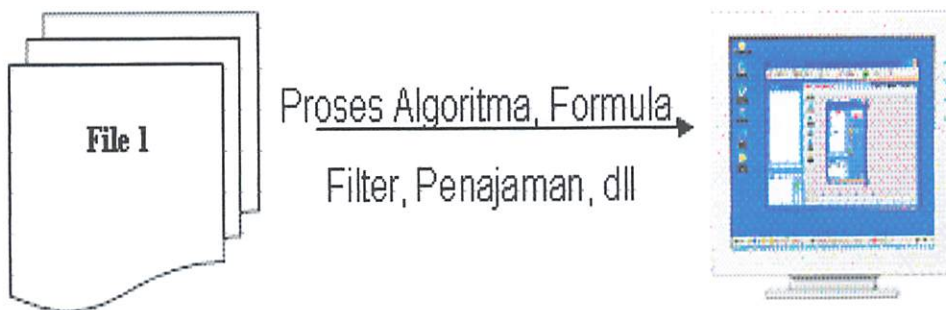 File 1
Proses Algoritma, Formula
Filter, Penajaman, dll